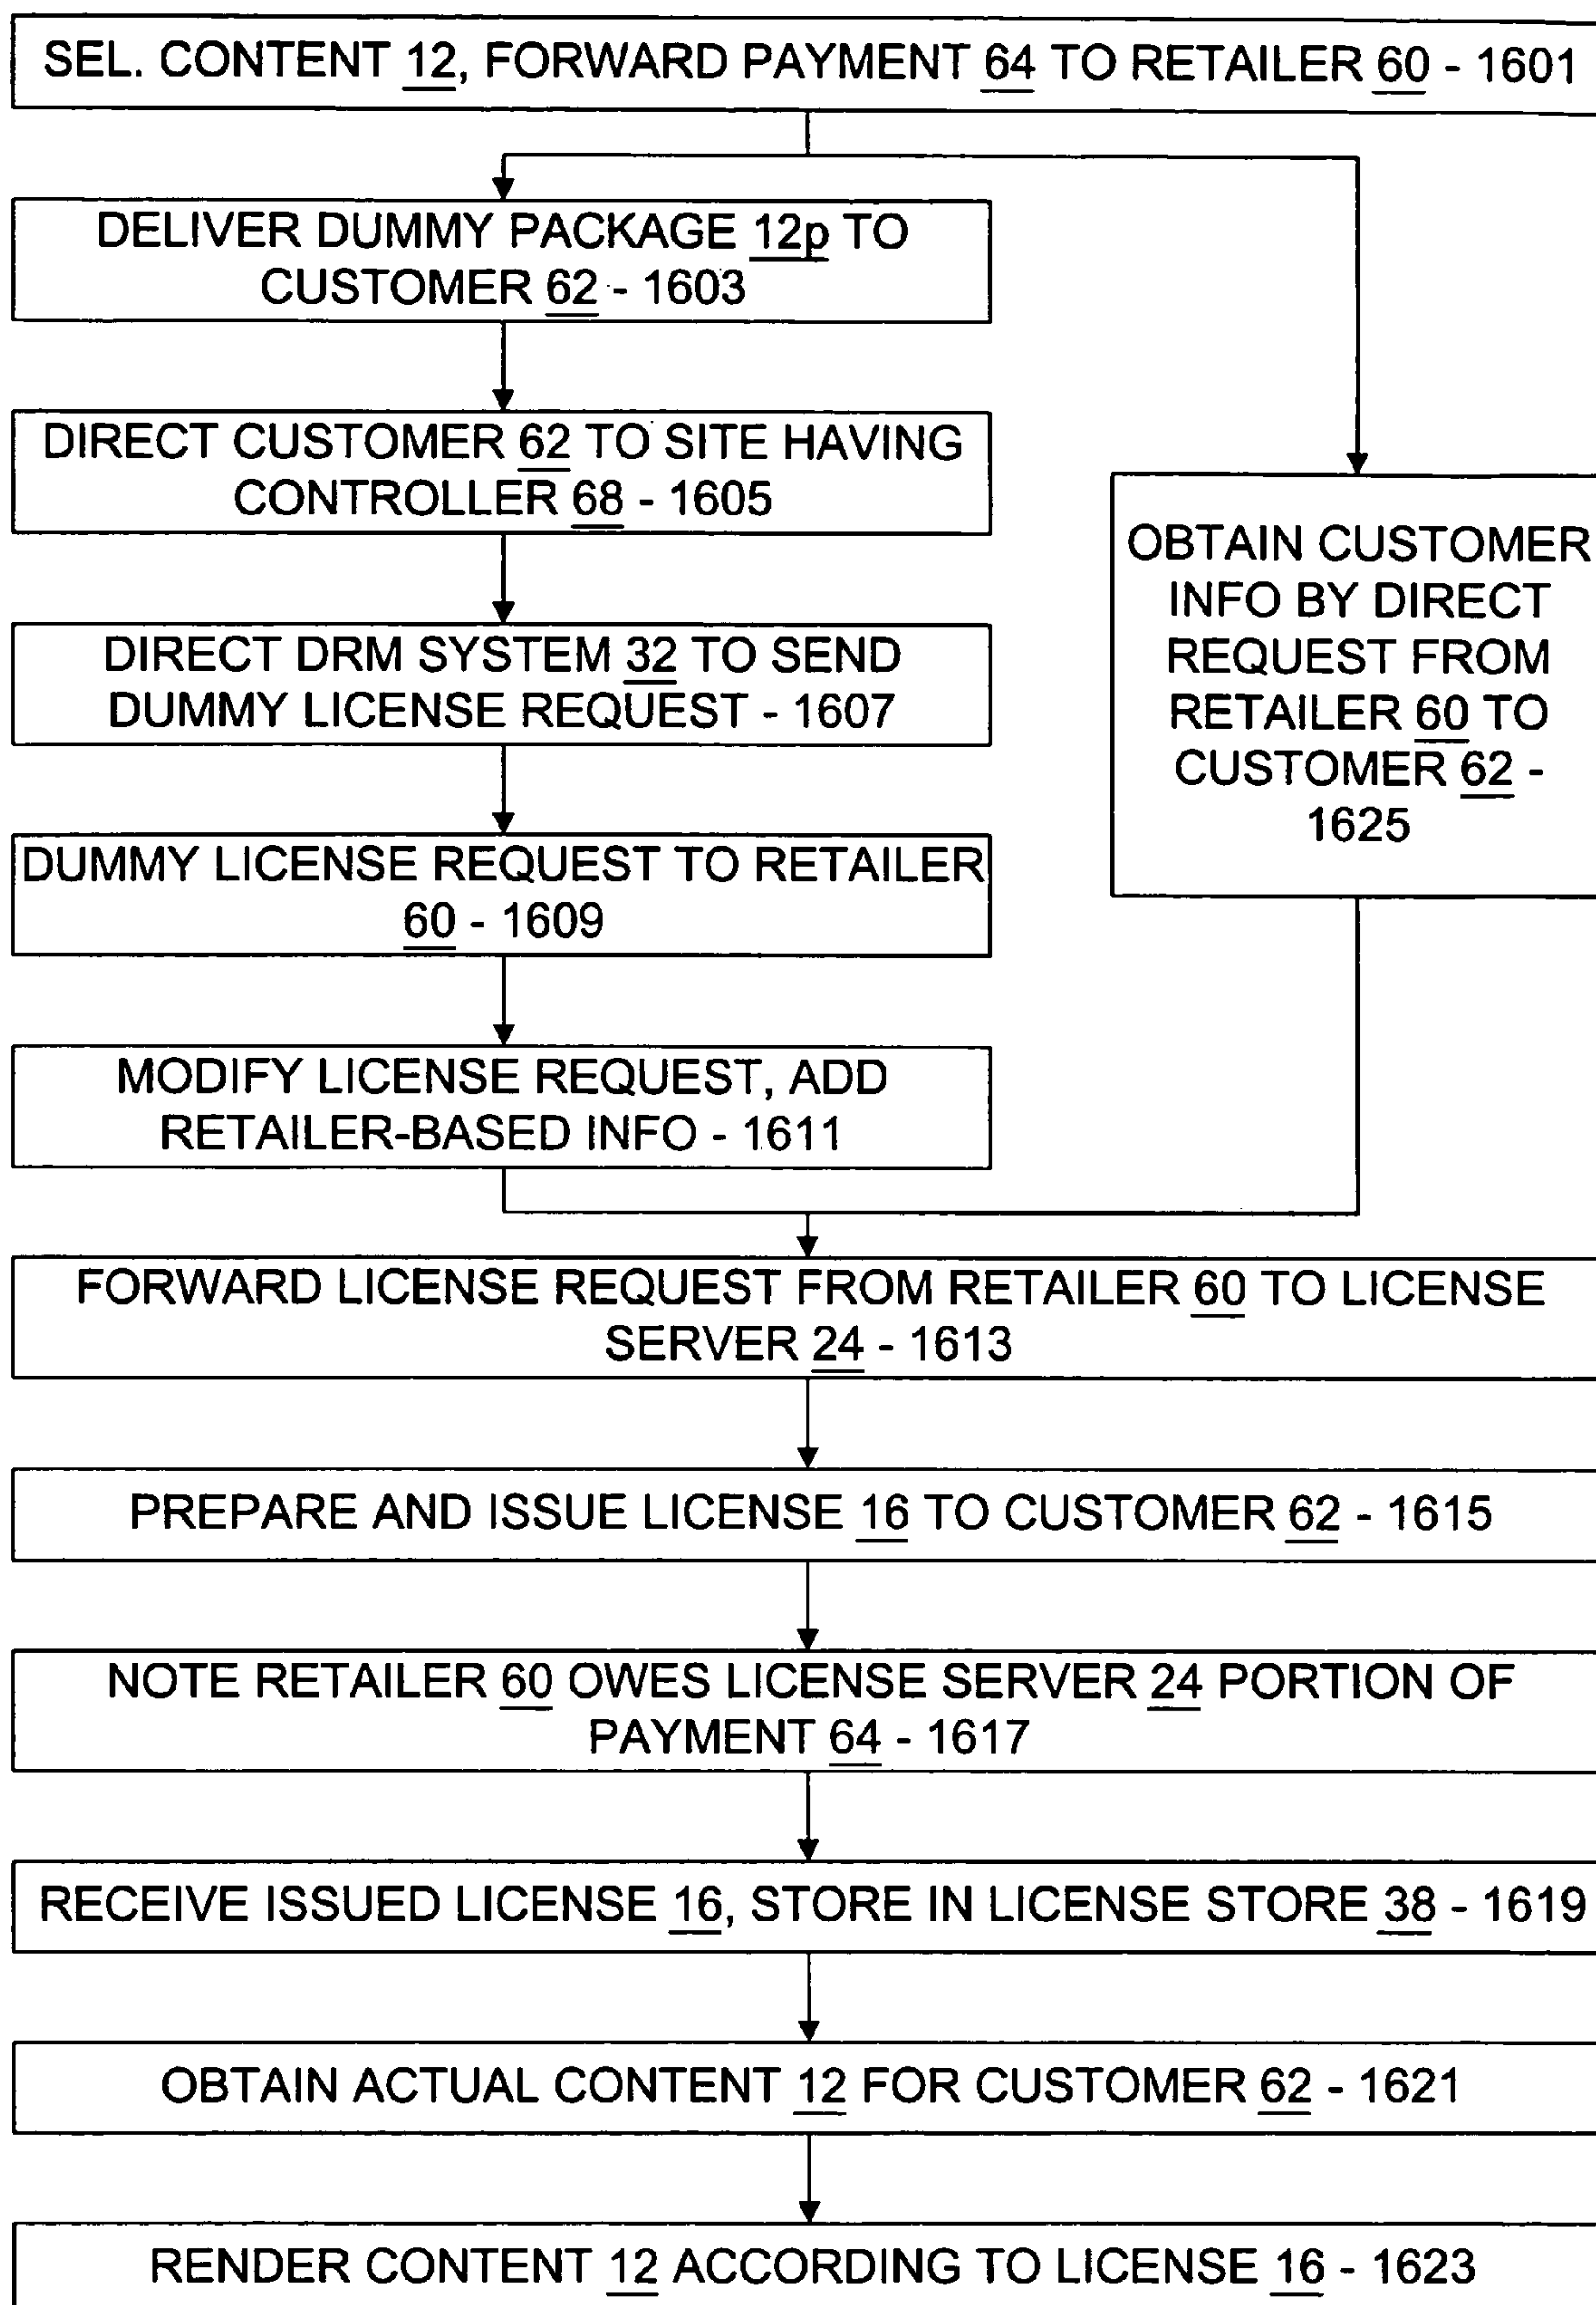 SEL. CONTENT 12, FORWARD PAYMENT 64 TO RETAILER 60 - 1601
DELIVER DUMMY PACKAGE 12p TO
CUSTOMER 62 - 1603
DIRECT CUSTOMER 62 TO SITE HAVING
CONTROLLER 68 - 1605
DIRECT DRM SYSTEM 32 TO SEND
DUMMY LICENSE REQUEST - 1607
DUMMY LICENSE REQUEST TO RETAILER
60 - 1609
MODIFY LICENSE REQUEST, ADD
RETAILER-BASED INFO - 1611
OBTAIN CUSTOMER
INFO BY DIRECT
REQUEST FROM
RETAILER 60 TO
CUSTOMER 62 -
1625
FORWARD LICENSE REQUEST FROM RETAILER 60 TO LICENSE
SERVER 24 - 1613
PREPARE AND ISSUE LICENSE 16 TO CUSTOMER 62 - 1615
NOTE RETAILER 60 OWES LICENSE SERVER 24 PORTION OF
PAYMENT 64 - 1617
RECEIVE ISSUED LICENSE 16, STORE IN LICENSE STORE 38 - 1619
OBTAIN ACTUAL CONTENT 12 FOR CUSTOMER 62 - 1621
RENDER CONTENT 12 ACCORDING TO LICENSE 16 - 1623